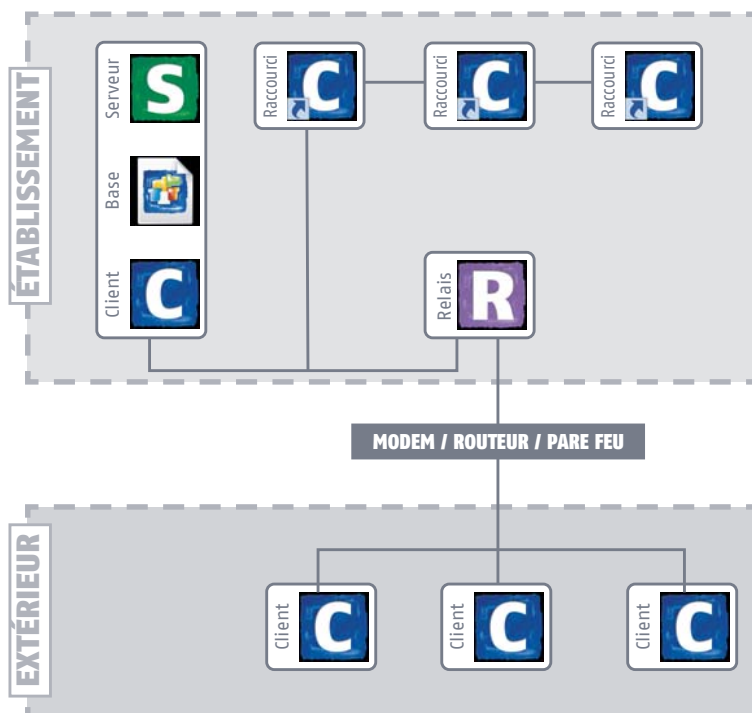 ÉTABLISSEMENT
Serveur
S
Base
Client
C
Raccourci
C
Raccourci
C
Raccourci
C
Relais
R
MODEM / ROUTEUR / PARE FEU
EXTÉRIEUR
Client
C
Client
C
Client
C